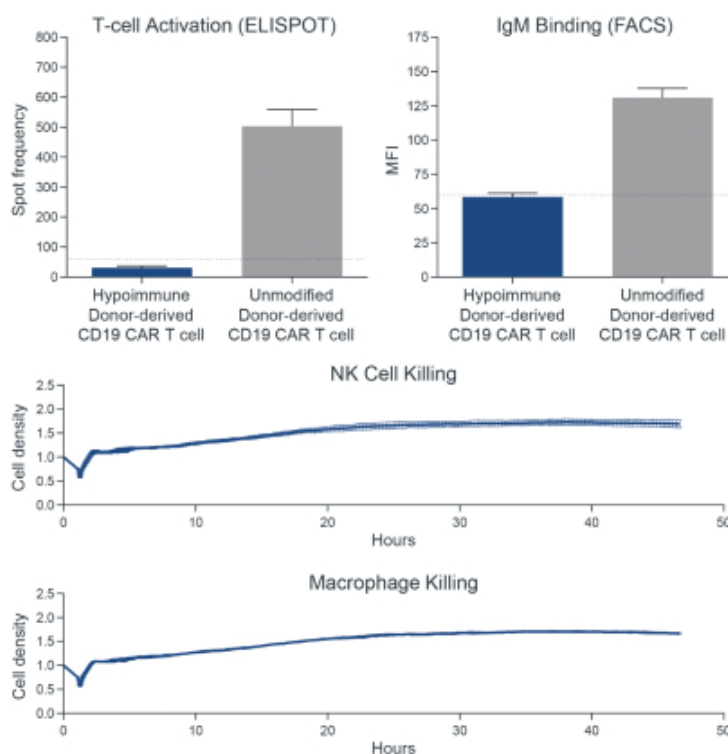 T-cell Activation (ELISPOT)
800
700
600
500
400
300
200
100
0
Spot frequency
Hypoimmune
Donor-derived
CD19 CAR T cell
Unmodified
Donor-derived
CD19 CAR T cell
IgM Binding (FACS)
175
150
125
100
75
50
25
0
MFI
Hypoimmune
Donor-derived
CD19 CAR T cell
Unmodified
Donor-derived
CD19 CAR T cell
NK Cell Killing
2.5
2.0
1.5
1.0
0.5
0.0
Cell density
0 10 20 30 40 50
Hours
Macrophage Killing
2.5
2.0
1.5
1.0
0.5
0.0
Cell density
0 10 20 30 40 50
Hours